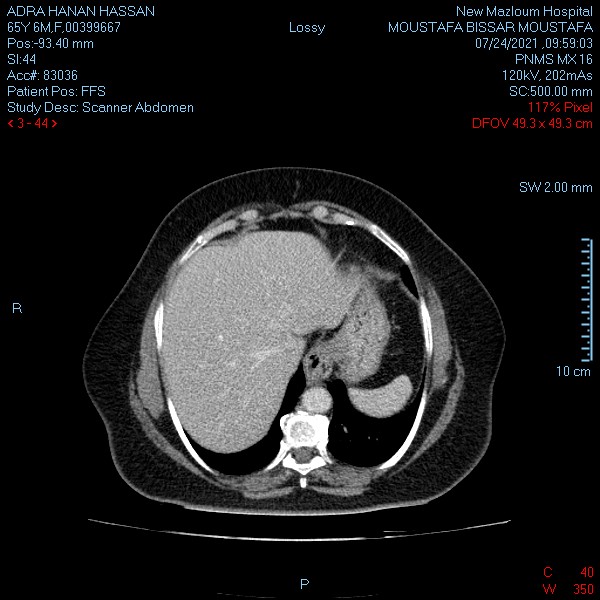 ADRA HANAN HASSAN
65Y 6M,F,00399667
Pos:-93.40 mm
SI:44
Acc#: 83036
Patient Pos: FFS
Study Desc: Scanner Abdomen
< 3 - 44 >
Lossy
New Mazloum Hospital
MOUSTAFA BISSAR MOUSTAFA
07/24/2021 ,09:59:03
PNMS MX 16
120kV, 202mAs
SC:500.00 mm
117% Pixel
DFOV 49.3 x 49.3 cm
SW 2.00 mm
R
10 cm
P
C 40
W 350